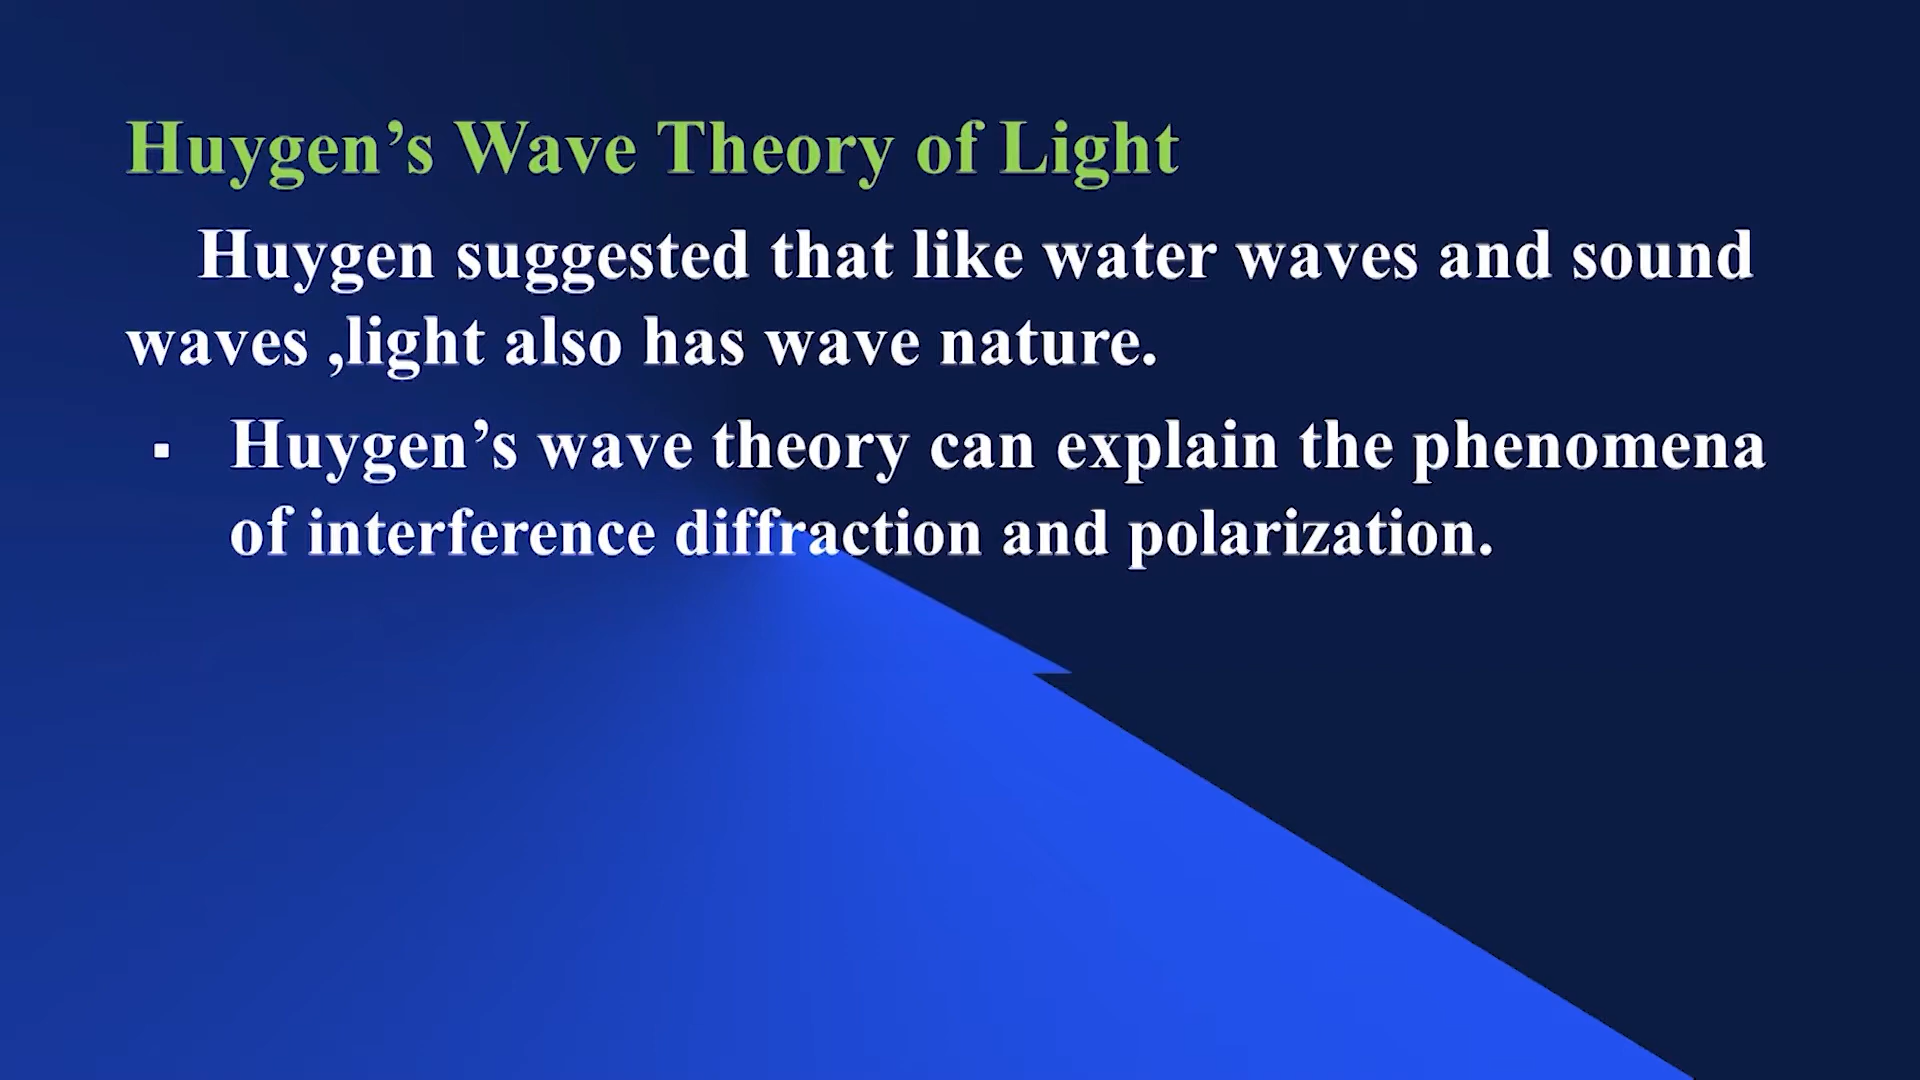 Huygen’s Wave Theory of Light
Huygen suggested that like water waves and sound
waves ,light also has wave nature.
▪ Huygen’s wave theory can explain the phenomena
of interference diffraction and polarization.